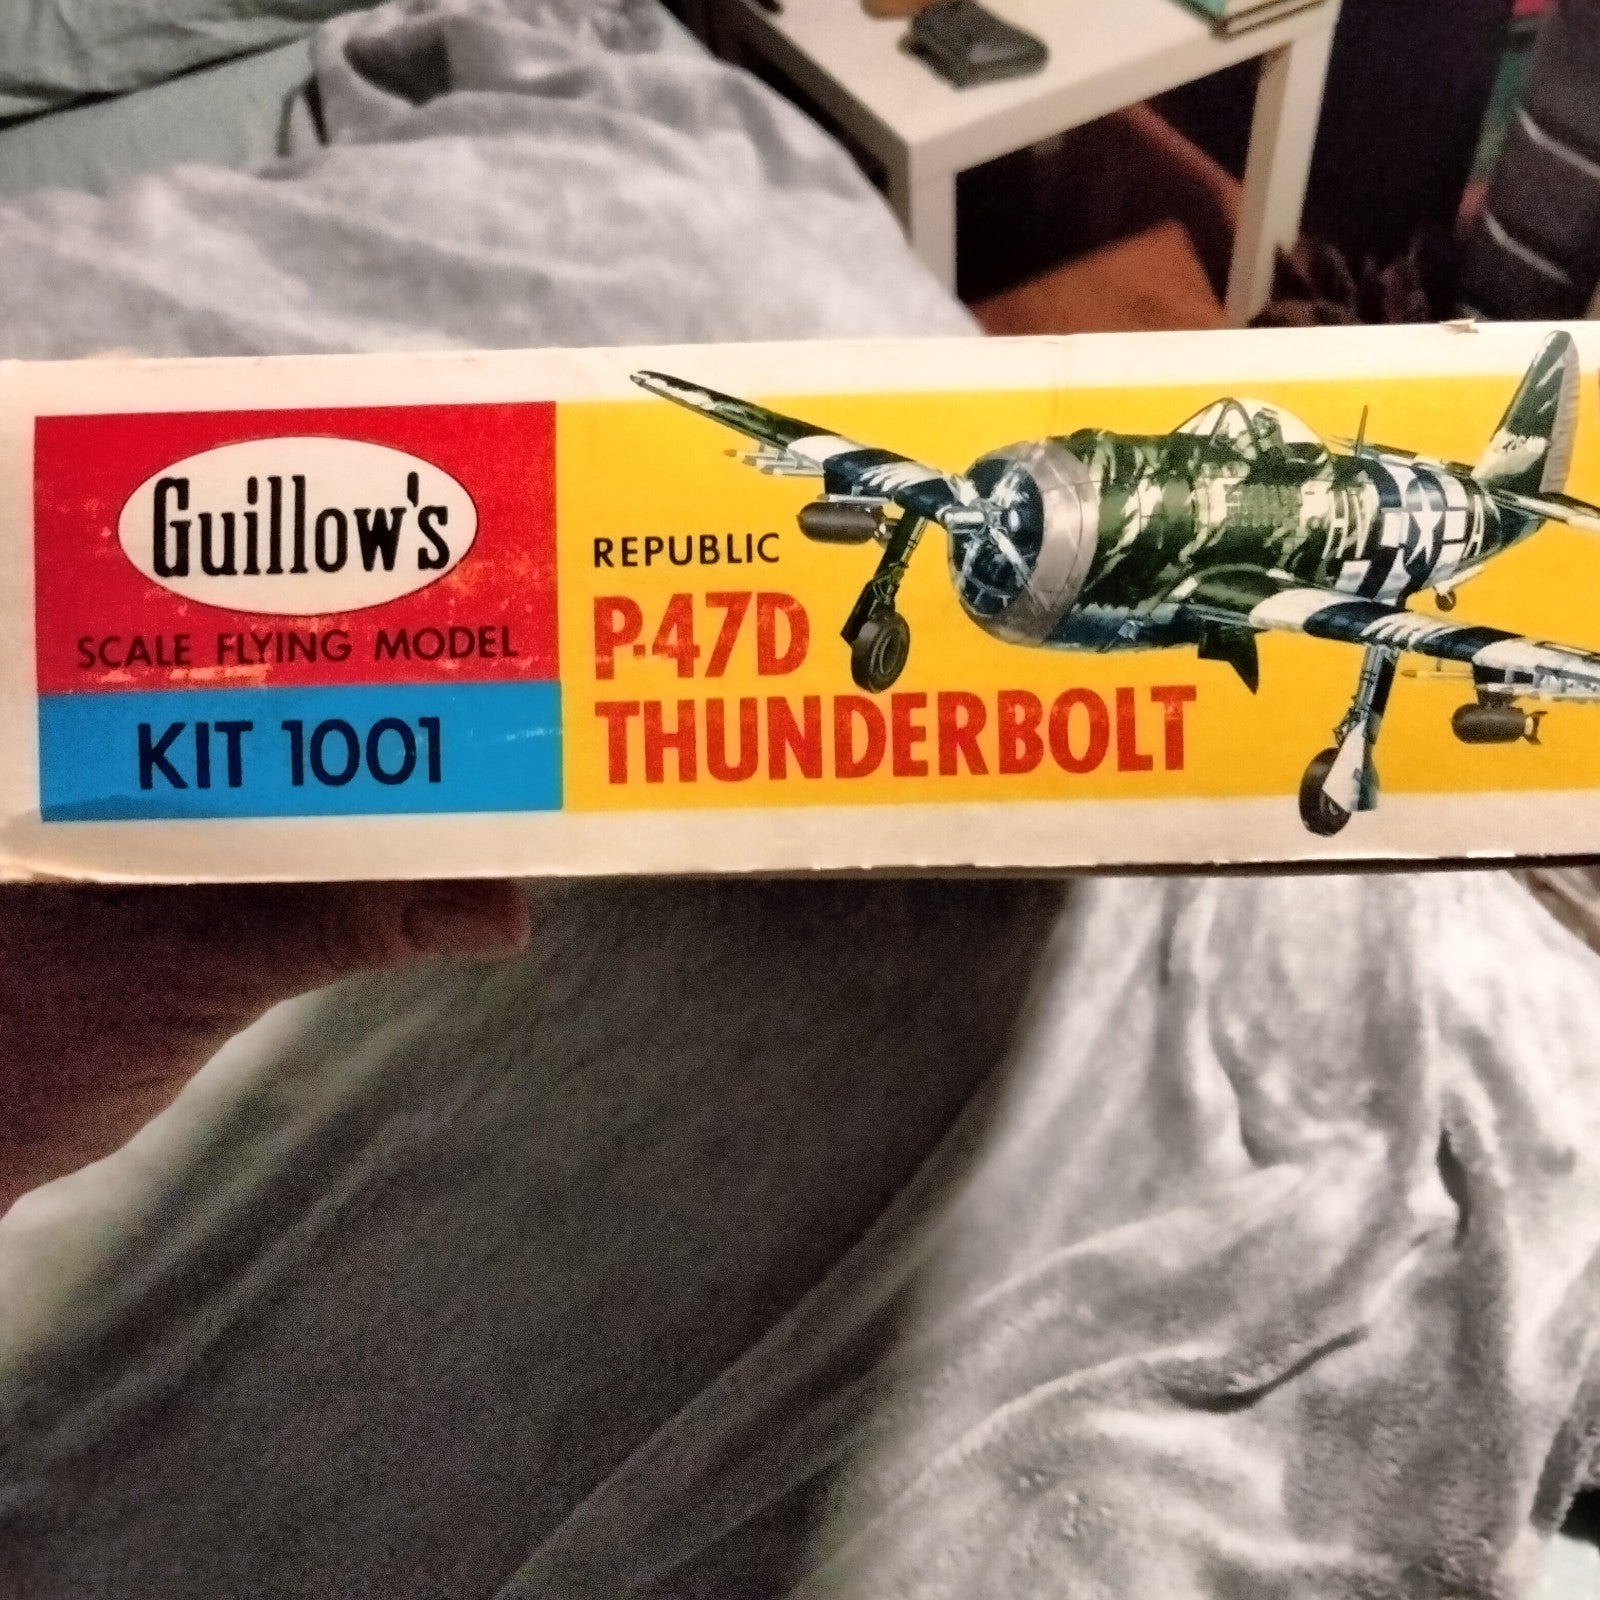 Guillow's
SCALE FLYING MODEL
KIT 1001
REPUBLIC
P-47D
THUNDERBOLT